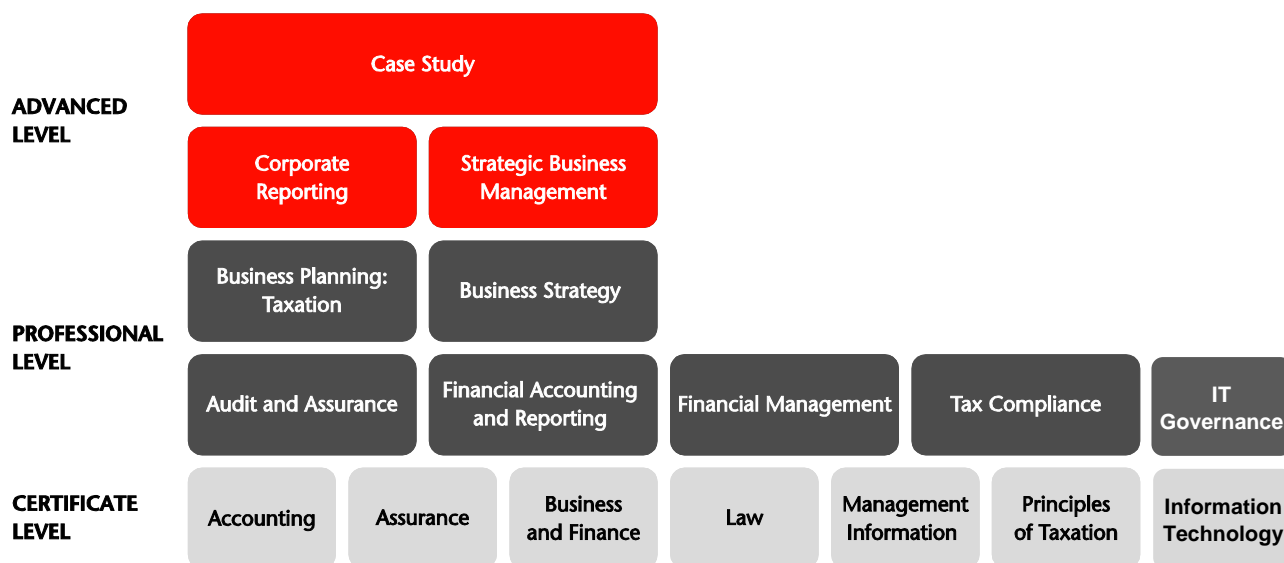 ADVANCED
LEVEL
Case Study
Corporate
Reporting
Strategic Business
Management
PROFESSIONAL
LEVEL
Business Planning:
Taxation
Business Strategy
Audit and Assurance
Financial Accounting
and Reporting
Financial Management
Tax Compliance
IT
Governance
CERTIFICATE
LEVEL
Accounting
Assurance
Business
and Finance
Law
Management
Information
Principles
of Taxation
Information
Technology